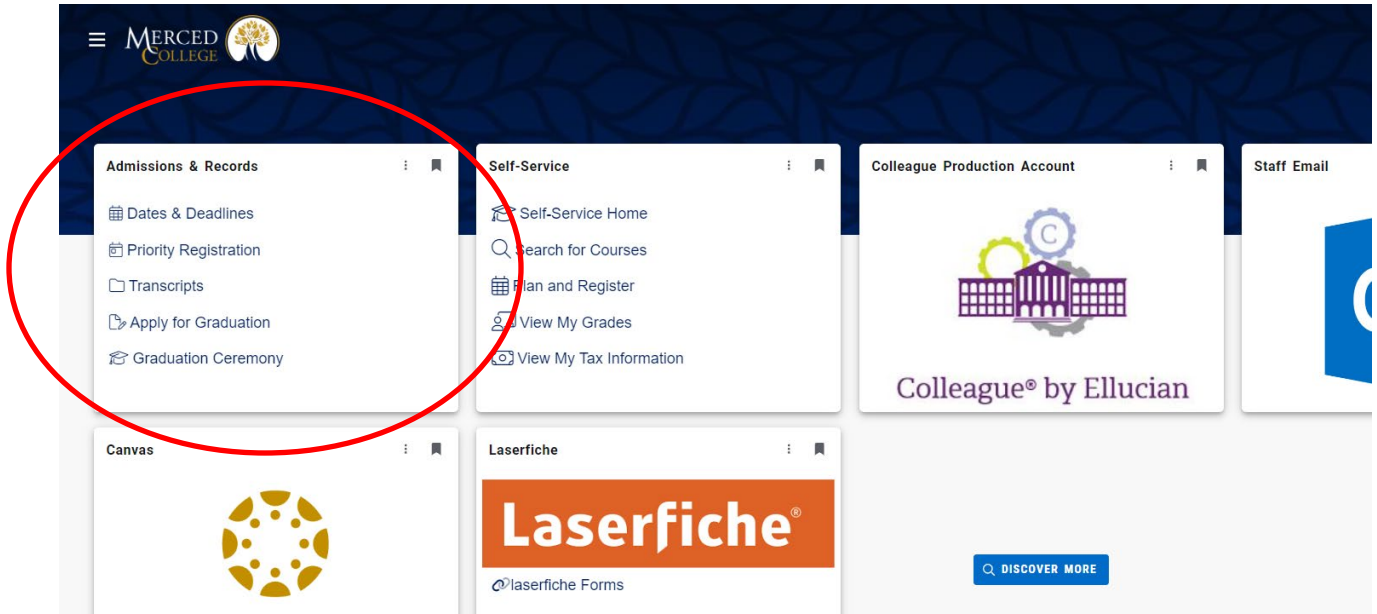 MERCED
COLLEGE
Admissions & Records
Dates & Deadlines
Priority Registration
Transcripts
Apply for Graduation
Graduation Ceremony
Self-Service
Self-Service Home
Search for Courses
Plan and Register
View My Grades
View My Tax Information
Colleague Production Account
C
Colleague® by Ellucian
Staff Email
Canvas
Laserfiche
Laserfiche®
laserfiche Forms
DISCOVER MORE